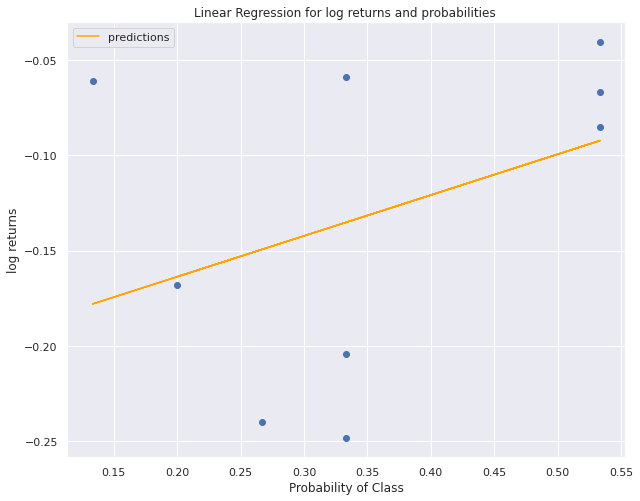 Linear Regression for log returns and probabilities
predictions
−0.05
−0.10
−0.15
−0.20
−0.25
log returns
0.15 0.20 0.25 0.30 0.35 0.40 0.45 0.50 0.55
Probability of Class